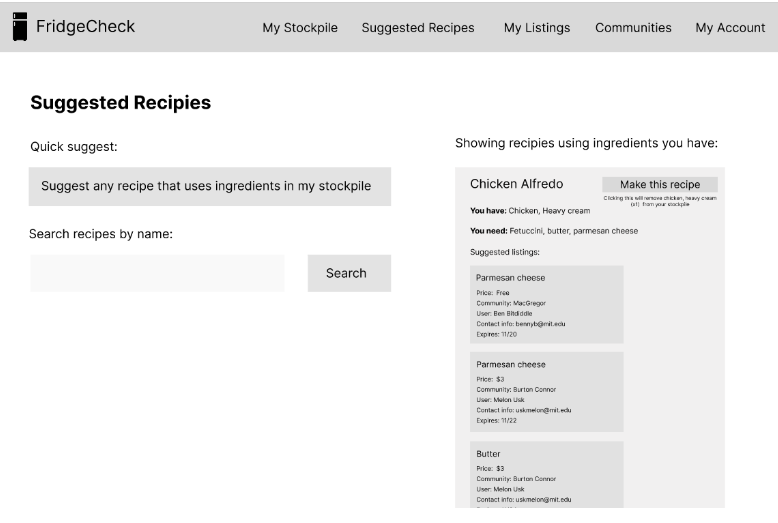 FridgeCheck
My Stockpile
Suggested Recipes
My Listings
Communities
My Account
Suggested Recipies
Quick suggest:
Suggest any recipe that uses ingredients in my stockpile
Search recipes by name:
Search
Showing recipies using ingredients you have:
Chicken Alfredo
Make this recipe
Clicking this will remove chicken, heavy cream
(x1) from your stockpile
You have: Chicken, Heavy cream
You need: Fetuccini, butter, parmesan cheese
Suggested listings:
Parmesan cheese
Price: Free
Community: MacGregor
User: Ben Bitdiddle
Contact info: bennyb@mit.edu
Expires: 11/20
Parmesan cheese
Price: $3
Community: Burton Connor
User: Melon Usk
Contact info: uskmelon@mit.edu
Expires: 11/22
Butter
Price: $3
Community: Burton Connor
User: Melon Usk
Contact info: uskmelon@mit.edu